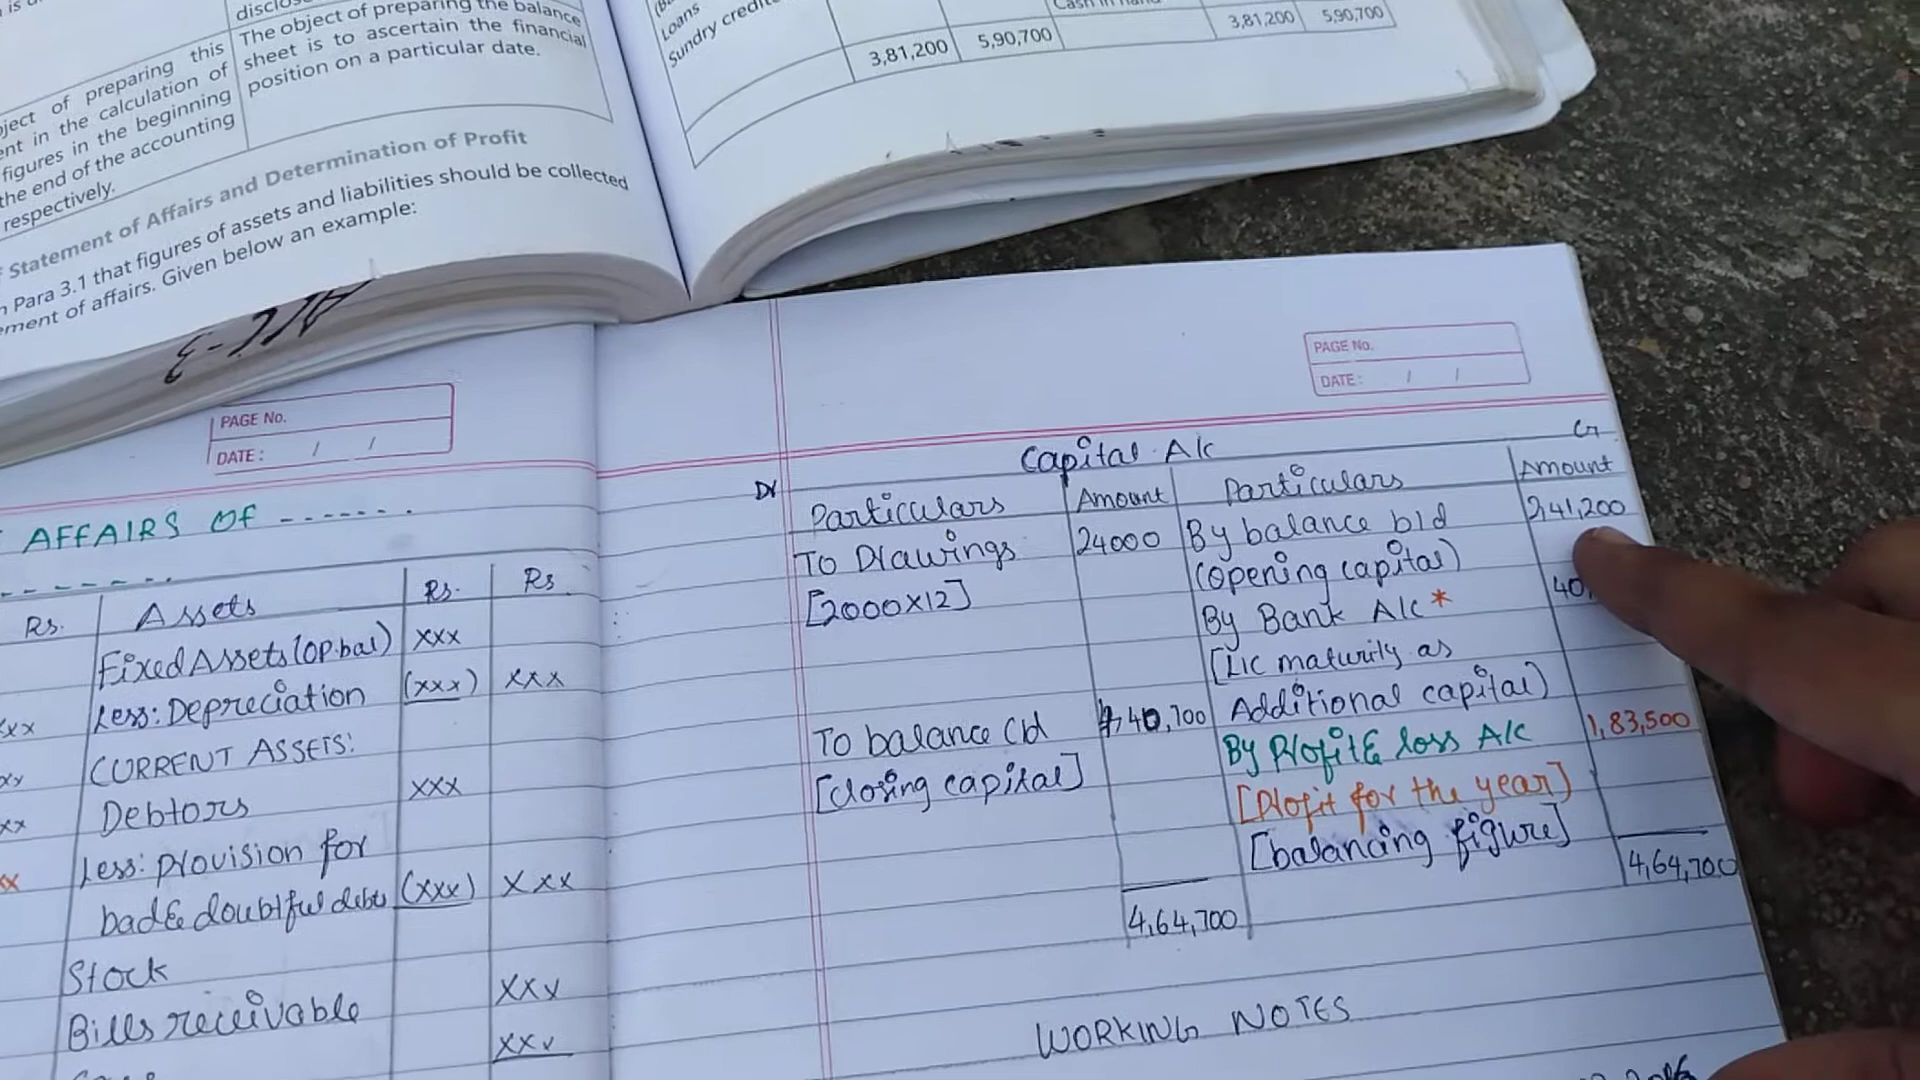 disclos
The object of preparing the balance
sheet is to ascertain the financial
position on a particular date.
ject of preparing this
ent in the calculation of
figures in the beginning
the end of the accounting
respectively.
Statement of Affairs and Determination of Profit
Para 3.1 that figures of assets and liabilities should be collected
ement of affairs. Given below an example:
Loans
Sundry credit
3,81,200 5,90,700
Cash in hand
3,81,200 5,90,700
PAGE No.
DATE: / /
AFFAIRS OF -------.
Rs. Assets Rs. Rs
Fixed Assets (op.bal) xxx
xx Less: Depreciation (xxx) xxx
CURRENT ASSETS:
Debtors xxx
xx Less: provision for
bad & doubtful debts (xxx) xxx
Stock xxx
Bills receivable xxx
PAGE No.
DATE: / /
Capital A/c
Dr Cr
Particulars Amount Particulars Amount
To Drawings 24000 By balance b/d 2,41,200
[2000x12] (opening capital)
By Bank A/c * 40,
[LIC maturity as
Additional capital)
To balance c/d 4,40,700 By Profit & loss A/c 1,83,500
[closing capital] [Profit for the year]
[balancing figure]
4,64,700 4,64,700
WORKING NOTES